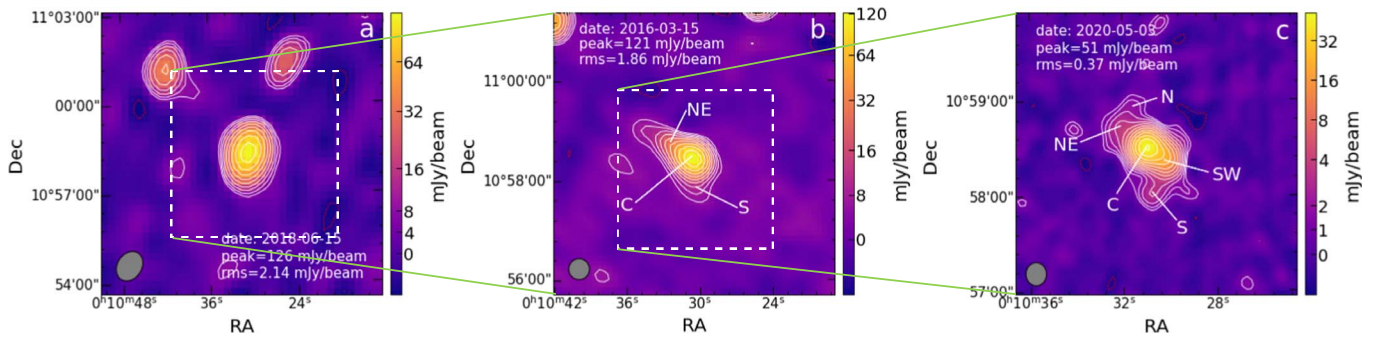 11°03'00"
00'00"
10°57'00"
54'00"
Dec
0ʰ10ᵐ48ˢ
36ˢ
24ˢ
RA
a
date: 2018-06-15
peak=126 mJy/beam
rms=2.14 mJy/beam
64
32
16
8
4
0
mJy/beam
11°00'00"
10°58'00"
56'00"
Dec
0ʰ10ᵐ42ˢ
36ˢ
30ˢ
24ˢ
RA
date: 2016-03-15
peak=121 mJy/beam
rms=1.86 mJy/beam
b
NE
C
S
120
64
32
16
8
0
mJy/beam
10°59'00"
58'00"
57'00"
Dec
0ʰ10ᵐ36ˢ
32ˢ
28ˢ
RA
date: 2020-05-03
peak=51 mJy/beam
rms=0.37 mJy/beam
c
N
NE
SW
C
S
32
16
8
4
2
1
0
mJy/beam